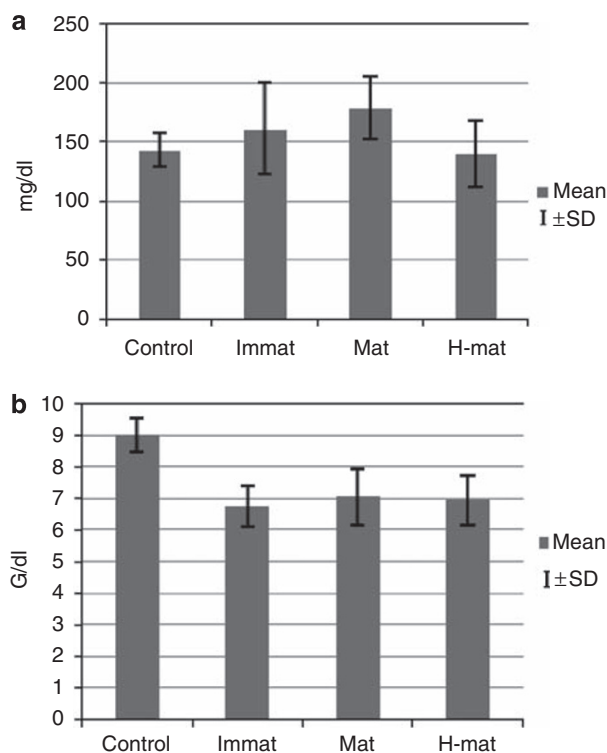 a
250
200
150
100
50
0
mg/dl
Control Immat Mat H-mat
Mean
±SD
b
10
9
8
7
6
5
4
3
2
1
0
G/dl
Control Immat Mat H-mat
Mean
±SD